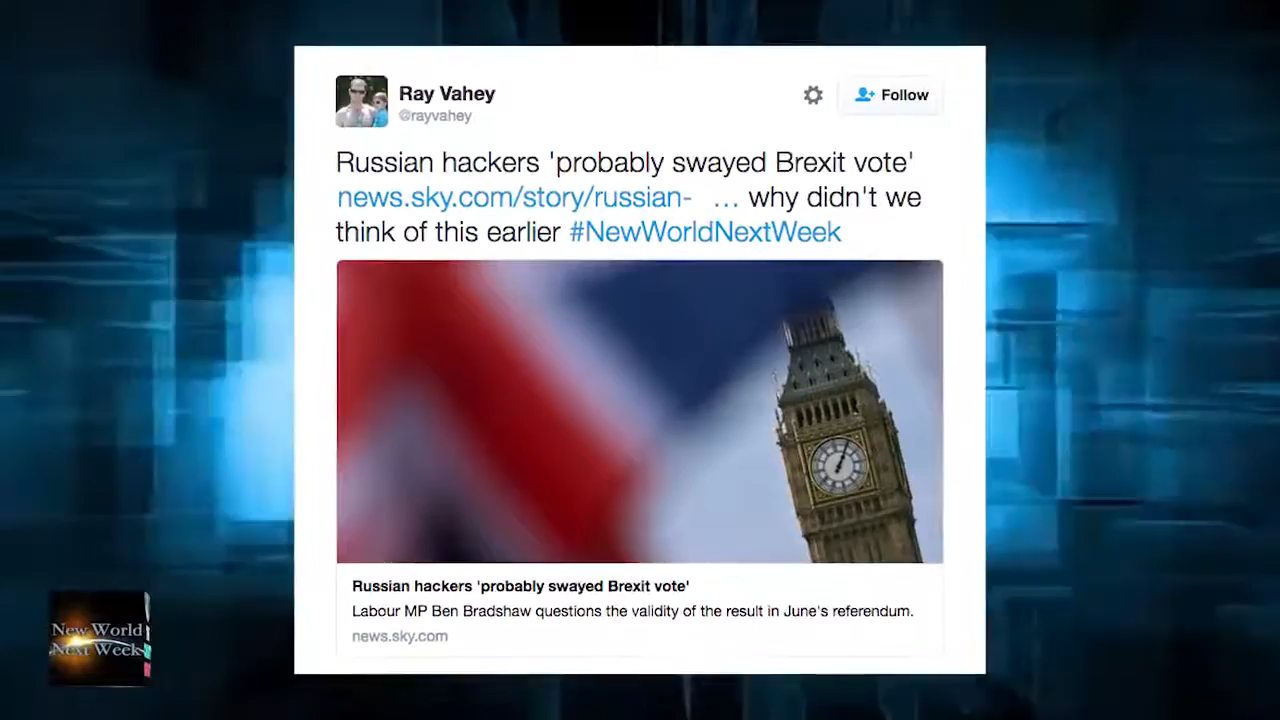 Ray Vahey
@rayvahey
Follow
Russian hackers 'probably swayed Brexit vote'
news.sky.com/story/russian- … why didn't we
think of this earlier #NewWorldNextWeek
Russian hackers 'probably swayed Brexit vote'
Labour MP Ben Bradshaw questions the validity of the result in June's referendum.
news.sky.com
New World
Next Week